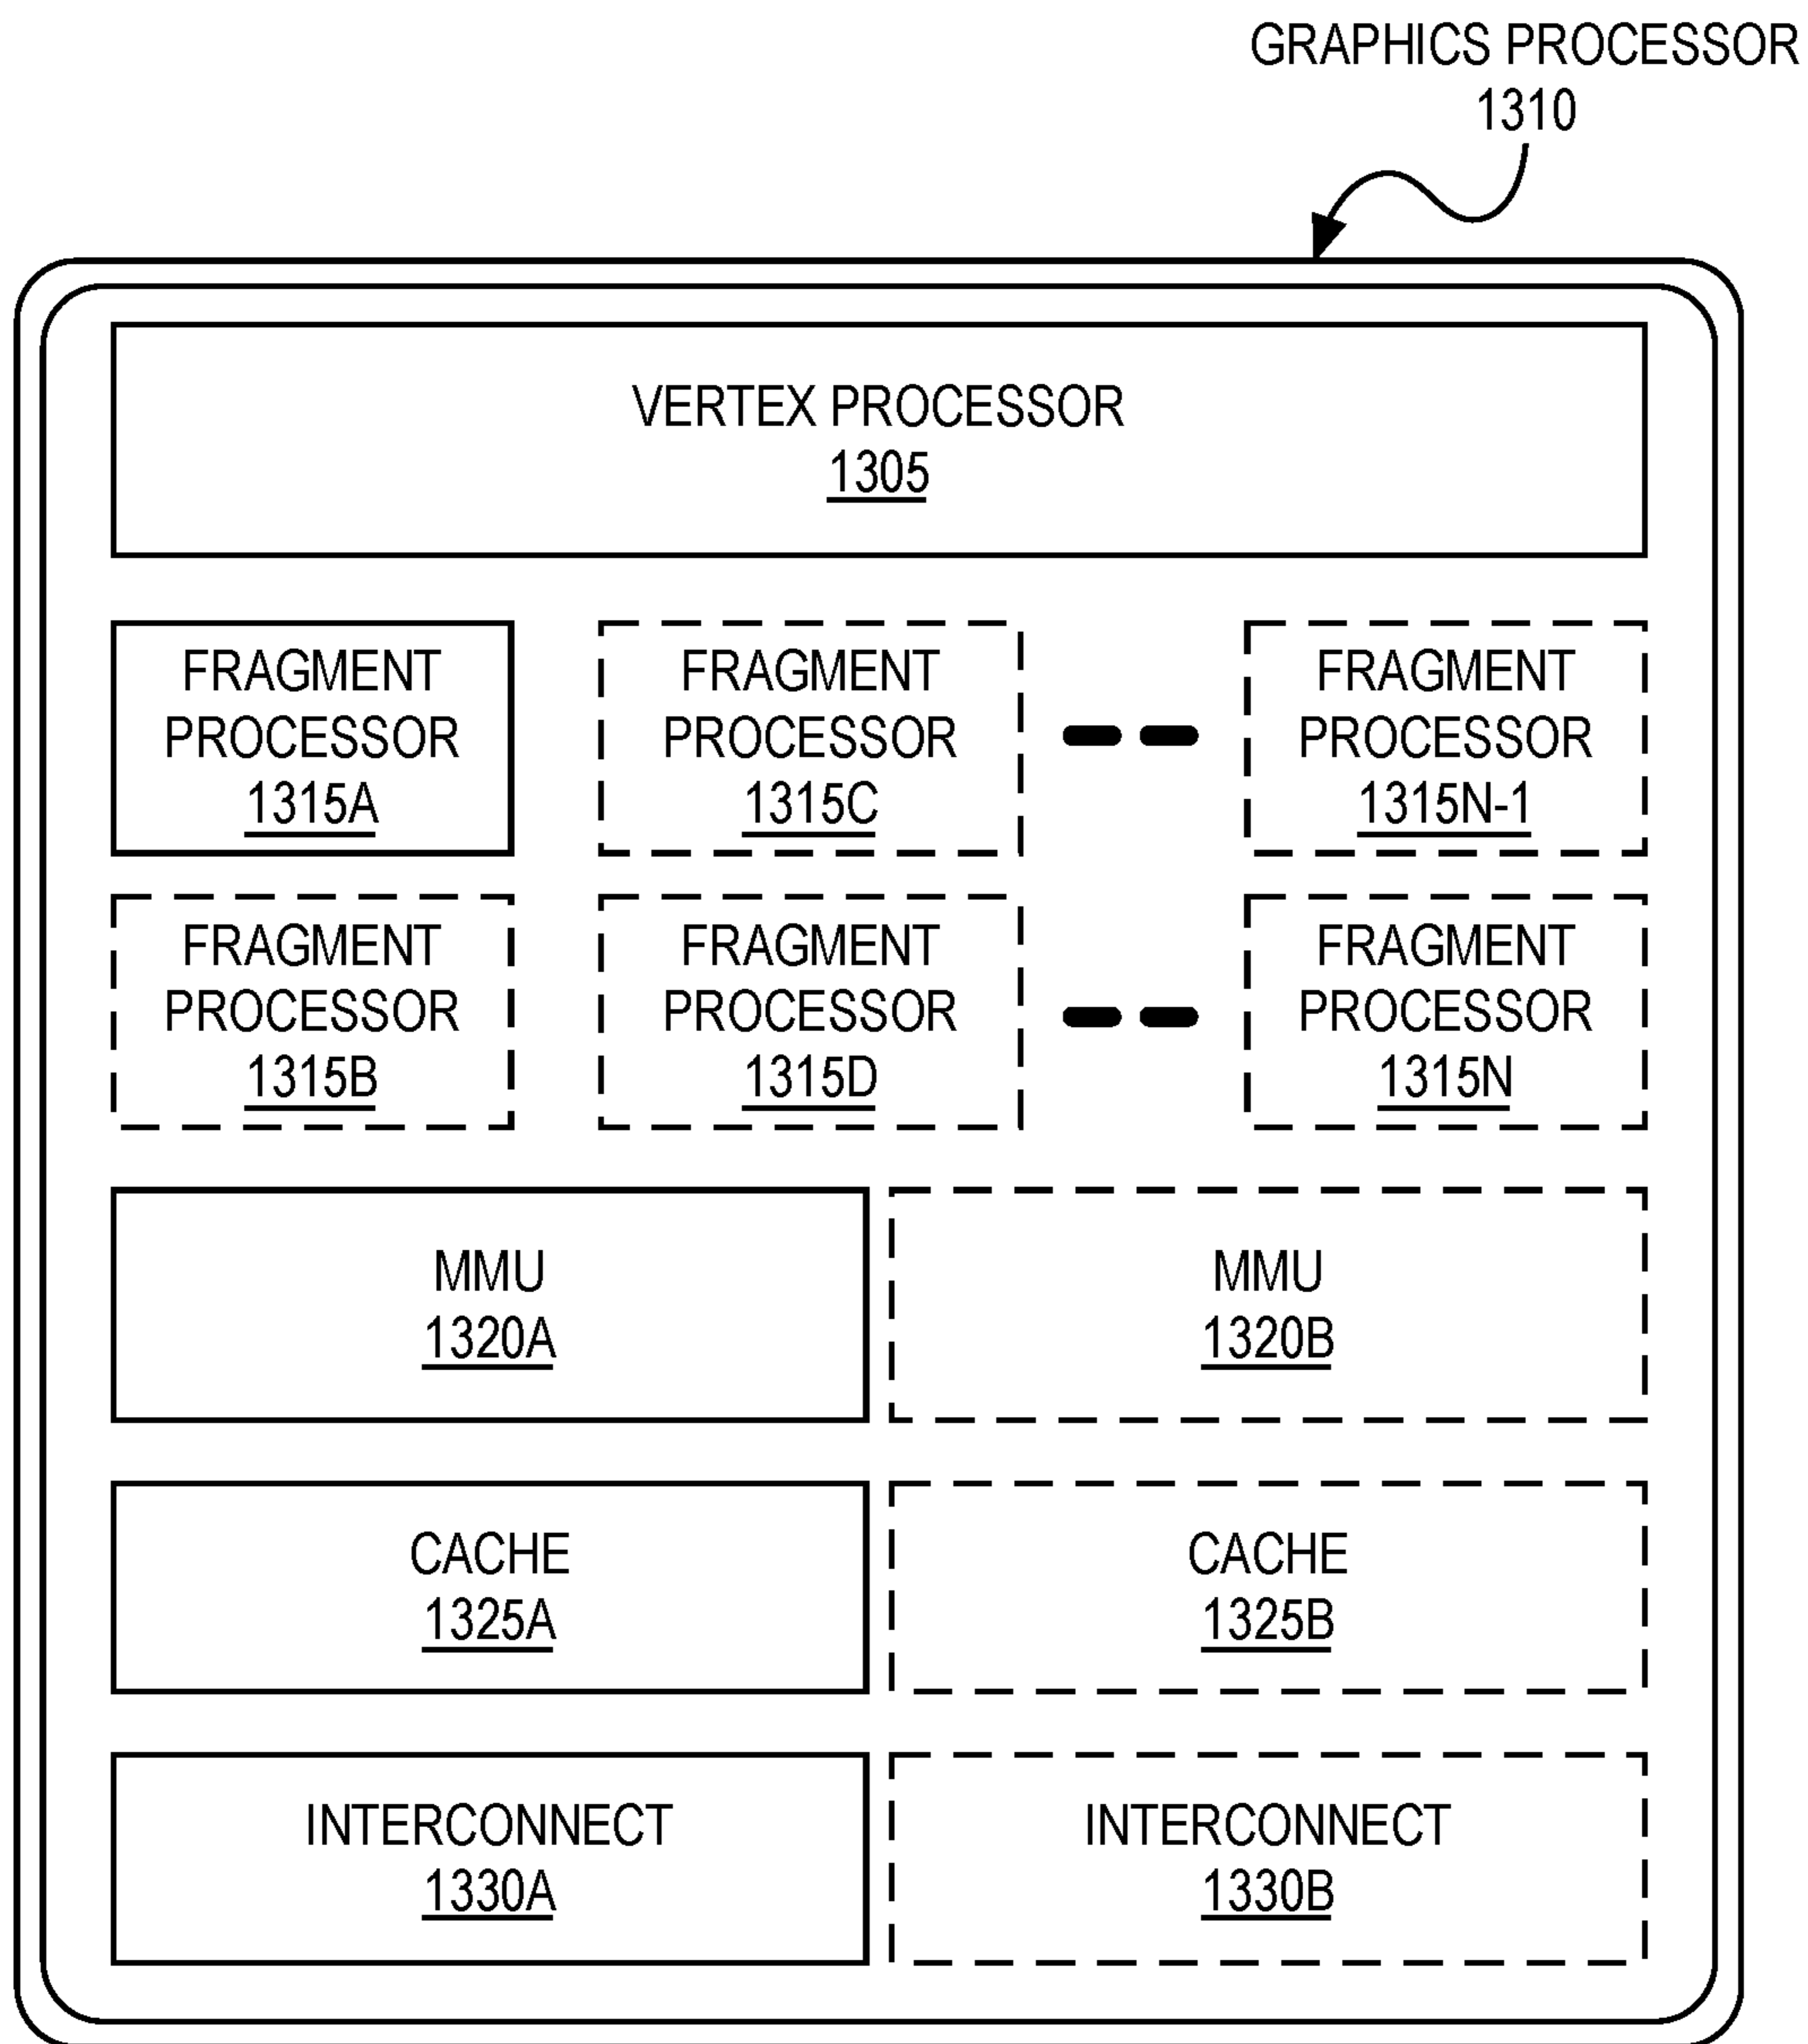 GRAPHICS PROCESSOR
1310
VERTEX PROCESSOR
1305
FRAGMENT
PROCESSOR
1315A
FRAGMENT
PROCESSOR
1315C
FRAGMENT
PROCESSOR
1315N-1
FRAGMENT
PROCESSOR
1315B
FRAGMENT
PROCESSOR
1315D
FRAGMENT
PROCESSOR
1315N
MMU
1320A
MMU
1320B
CACHE
1325A
CACHE
1325B
INTERCONNECT
1330A
INTERCONNECT
1330B